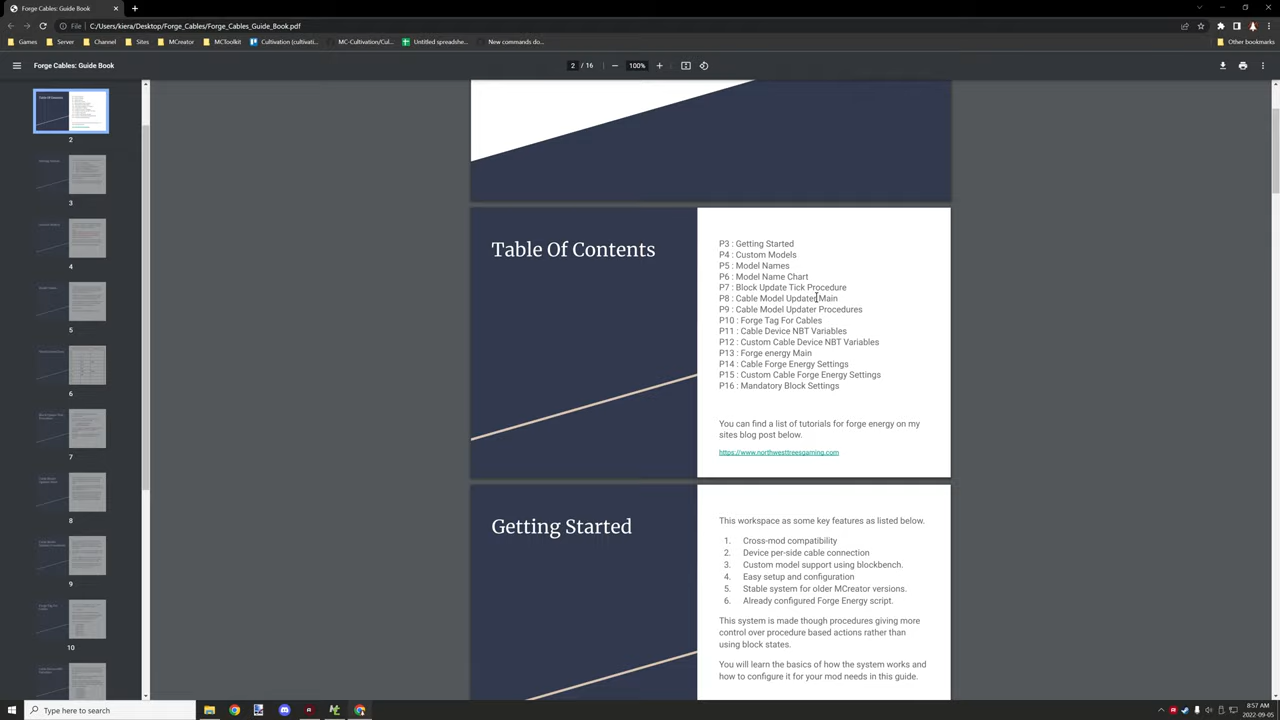 Forge Cables: Guide Book
C:/Users/kiera/Desktop/Forge_Cables/Forge_Cables_Guide_Book.pdf
File
Games
Server
Channel
Sites
MCreator
MCToolkit
Cultivation (cultivati...
MC-Cultivation/Cul...
Untitled spreadshe...
New commands do...
Other bookmarks
Forge Cables: Guide Book
2 / 16
100%
2
3
4
5
6
7
8
9
10
Table Of Contents
P3 : Getting Started
P4 : Custom Models
P5 : Model Names
P6 : Model Name Chart
P7 : Block Update Tick Procedure
P8 : Cable Model Updater Main
P9 : Cable Model Updater Procedures
P10 : Forge Tag For Cables
P11 : Cable Device NBT Variables
P12 : Custom Cable Device NBT Variables
P13 : Forge energy Main
P14 : Cable Forge Energy Settings
P15 : Custom Cable Forge Energy Settings
P16 : Mandatory Block Settings
You can find a list of tutorials for forge energy on my
sites blog post below.
https://www.northwesttreesgaming.com
Getting Started
This workspace as some key features as listed below.
1. Cross-mod compatibility
2. Device per-side cable connection
3. Custom model support using blockbench.
4. Easy setup and configuration
5. Stable system for older MCreator versions.
6. Already configured Forge Energy script.
This system is made though procedures giving more
control over procedure based actions rather than
using block states.
You will learn the basics of how the system works and
how to configure it for your mod needs in this guide.
Type here to search
8:57 AM
2022-09-05